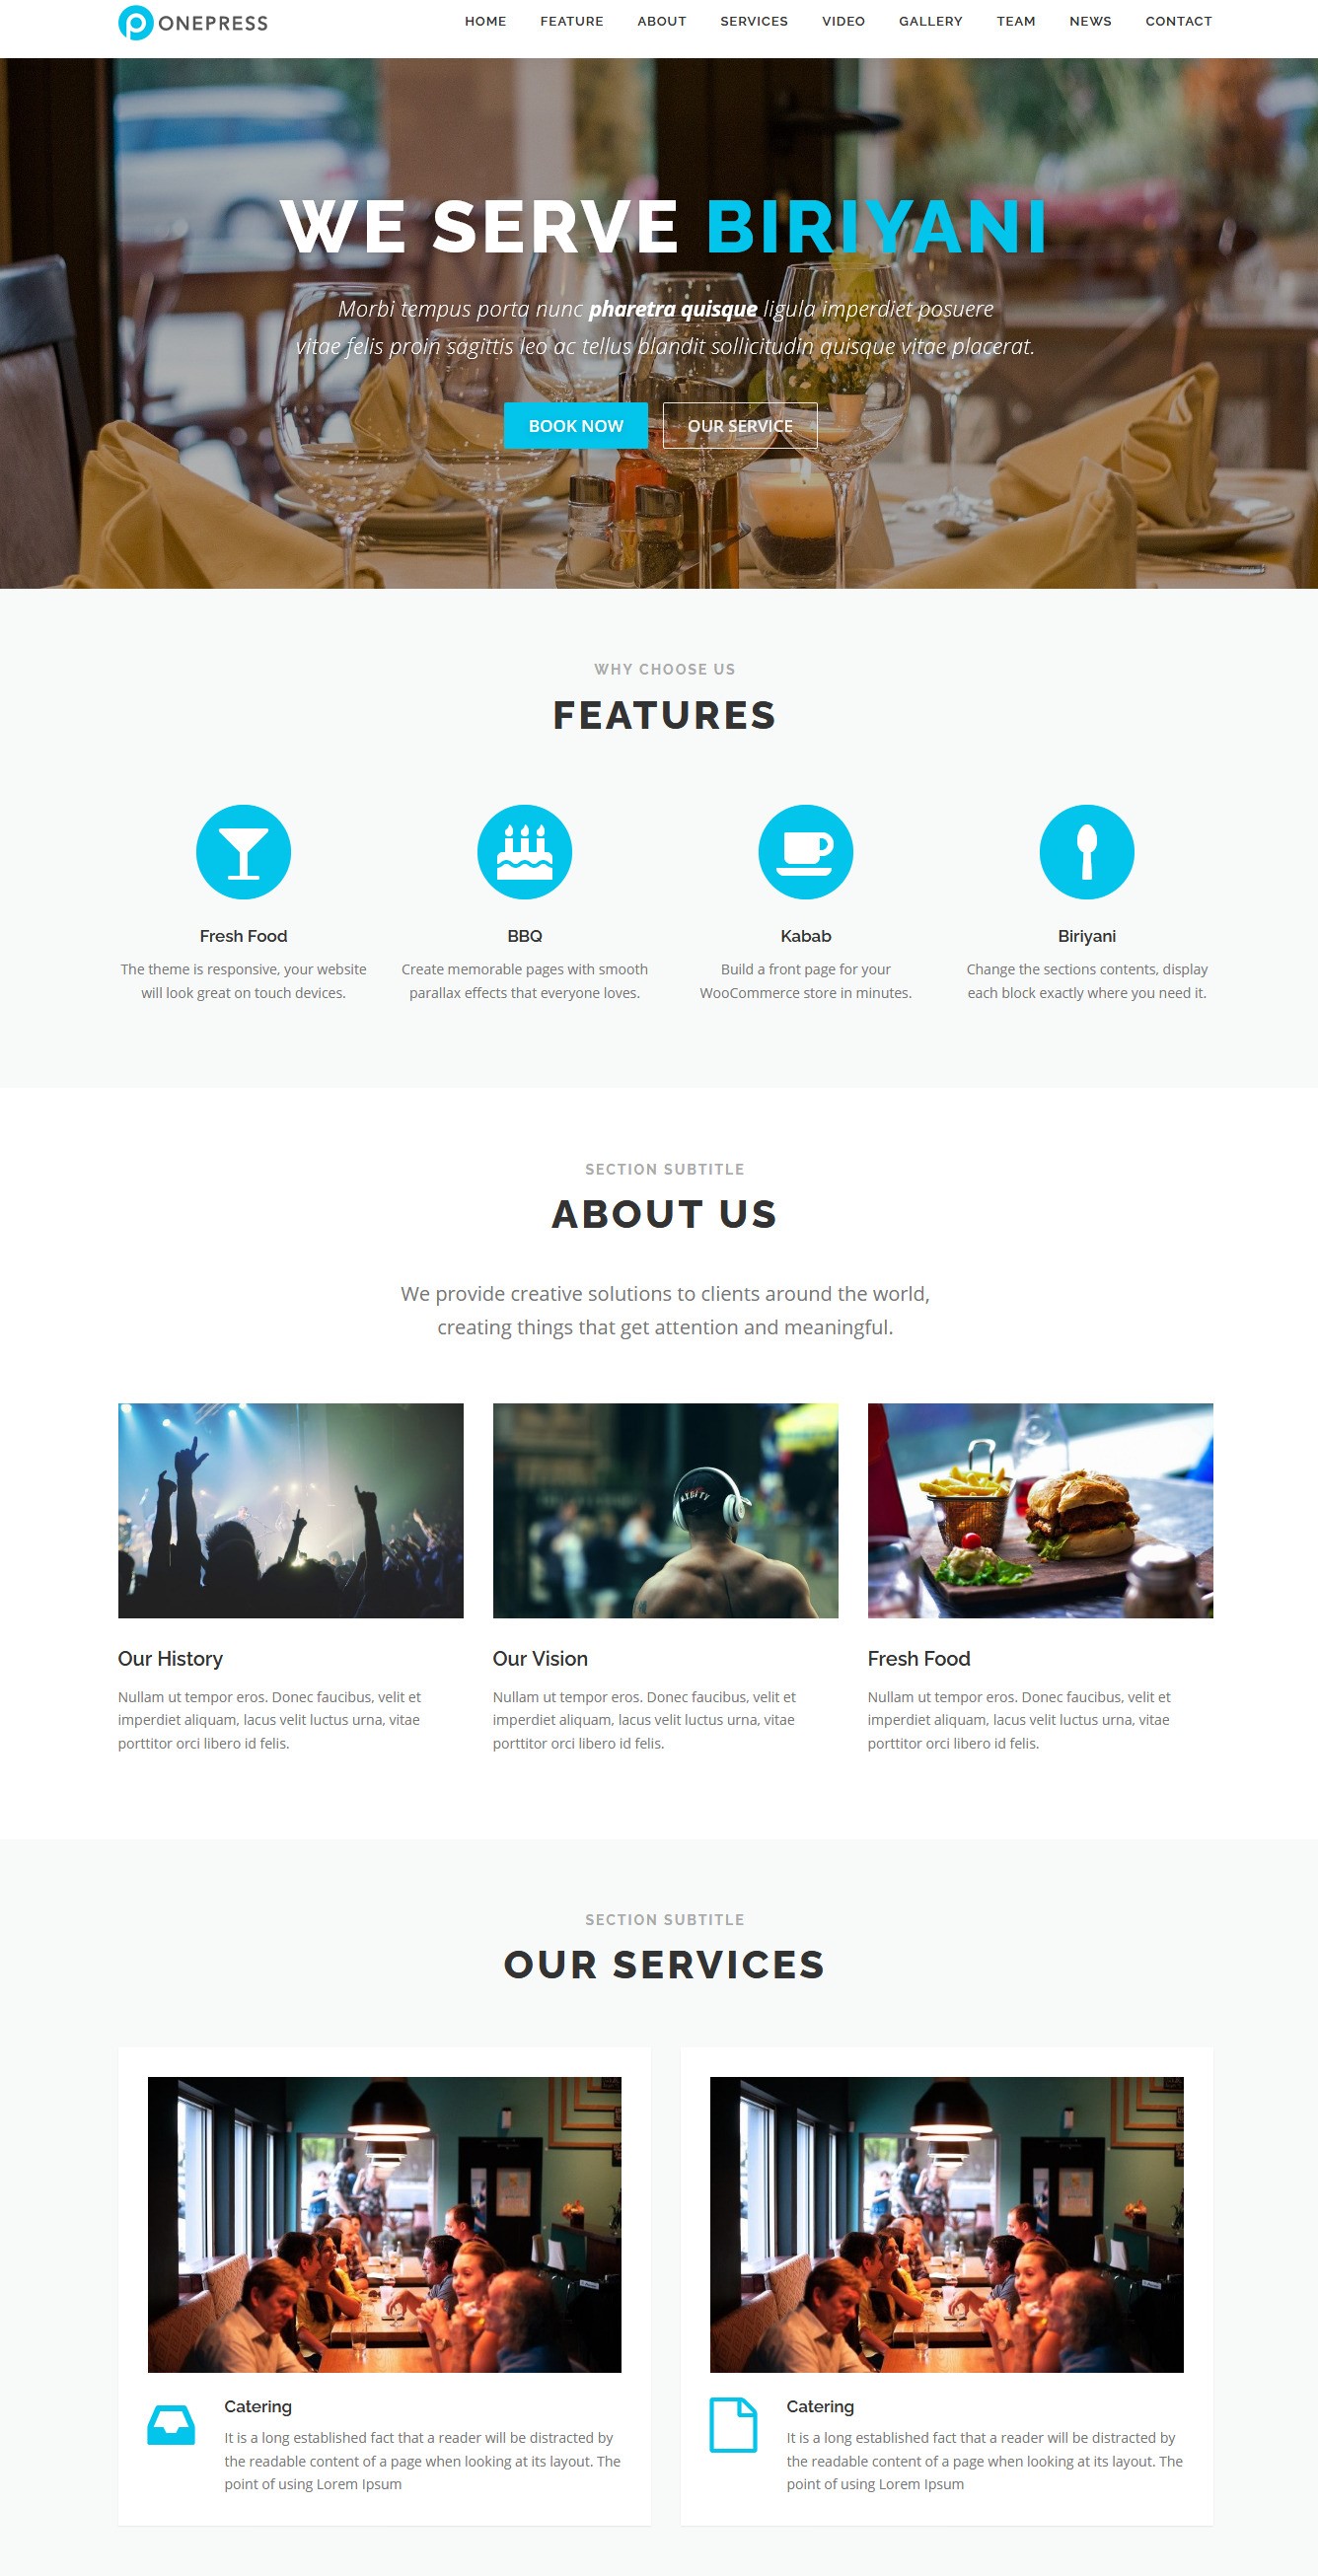 ONEPRESS
HOME FEATURE ABOUT SERVICES VIDEO GALLERY TEAM NEWS CONTACT
WE SERVE BIRIYANI
Morbi tempus porta nunc pharetra quisque ligula imperdiet posuere
vitae felis proin sagittis leo ac tellus blandit sollicitudin quisque vitae placerat.
BOOK NOW OUR SERVICE
WHY CHOOSE US
FEATURES
Fresh Food
The theme is responsive, your website
will look great on touch devices.
BBQ
Create memorable pages with smooth
parallax effects that everyone loves.
Kabab
Build a front page for your
WooCommerce store in minutes.
Biriyani
Change the sections contents, display
each block exactly where you need it.
SECTION SUBTITLE
ABOUT US
We provide creative solutions to clients around the world,
creating things that get attention and meaningful.
Our History
Nullam ut tempor eros. Donec faucibus, velit et
imperdiet aliquam, lacus velit luctus urna, vitae
porttitor orci libero id felis.
Our Vision
Nullam ut tempor eros. Donec faucibus, velit et
imperdiet aliquam, lacus velit luctus urna, vitae
porttitor orci libero id felis.
Fresh Food
Nullam ut tempor eros. Donec faucibus, velit et
imperdiet aliquam, lacus velit luctus urna, vitae
porttitor orci libero id felis.
SECTION SUBTITLE
OUR SERVICES
Catering
It is a long established fact that a reader will be distracted by
the readable content of a page when looking at its layout. The
point of using Lorem Ipsum
Catering
It is a long established fact that a reader will be distracted by
the readable content of a page when looking at its layout. The
point of using Lorem Ipsum